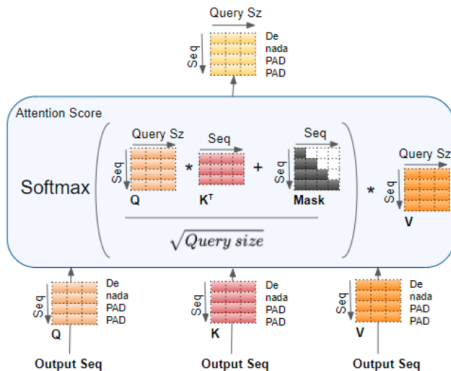 Query Sz
Seq
De
nada
PAD
PAD
Attention Score
Softmax
Query Sz
Seq
Q
*
Seq
Kᵀ
+
Seq
Seq
Mask
√Query size
*
Query Sz
Seq
V
Seq
De
nada
PAD
PAD
Q
Seq
De
nada
PAD
PAD
K
Seq
De
nada
PAD
PAD
V
Output Seq
Output Seq
Output Seq